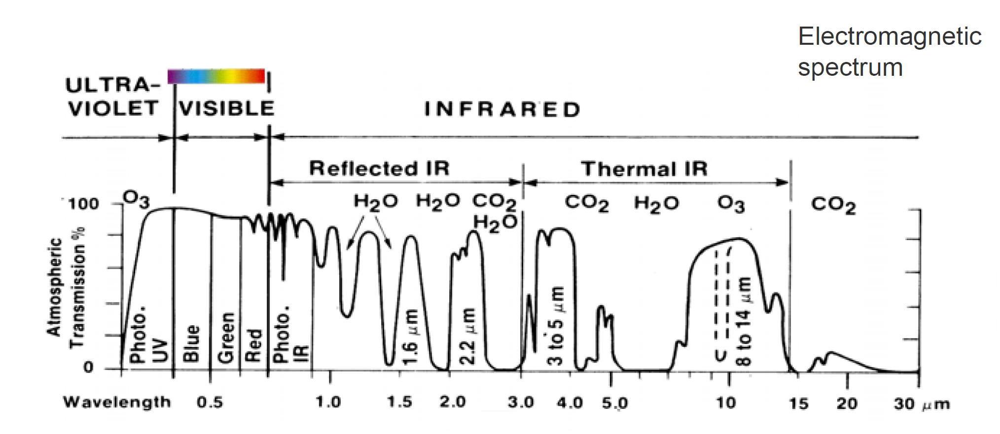 Electromagnetic
spectrum
ULTRA-
VIOLET
VISIBLE
INFRARED
Reflected IR
Thermal IR
O3
H2O
H2O
CO2
H2O
CO2
H2O
O3
CO2
100
0
Atmospheric
Transmission %
Photo.
UV
Blue
Green
Red
Photo.
IR
1.6 μm
2.2 μm
3 to 5 μm
8 to 14 μm
Wavelength 0.5 1.0 1.5 2.0 3.0 4.0 5.0 10 15 20 30 μm